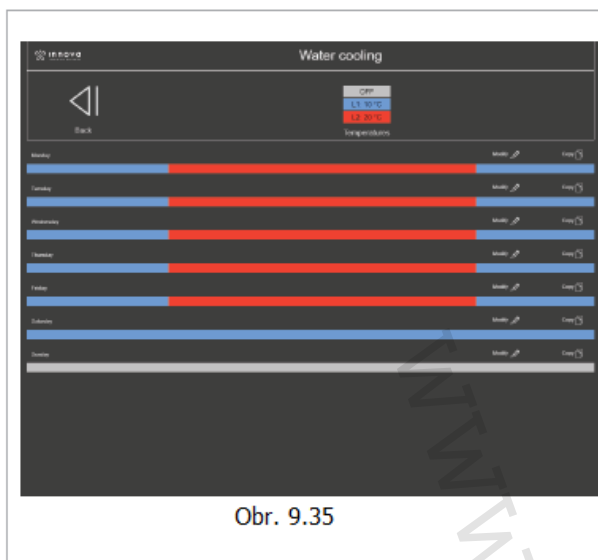 innova
Water cooling
OFF
L1: 10 °C
L2: 20 °C
Back
Temperatures
Monday Modify Copy
Tuesday Modify Copy
Wednesday Modify Copy
Thursday Modify Copy
Friday Modify Copy
Saturday Modify Copy
Sunday Modify Copy
Obr. 9.35
www